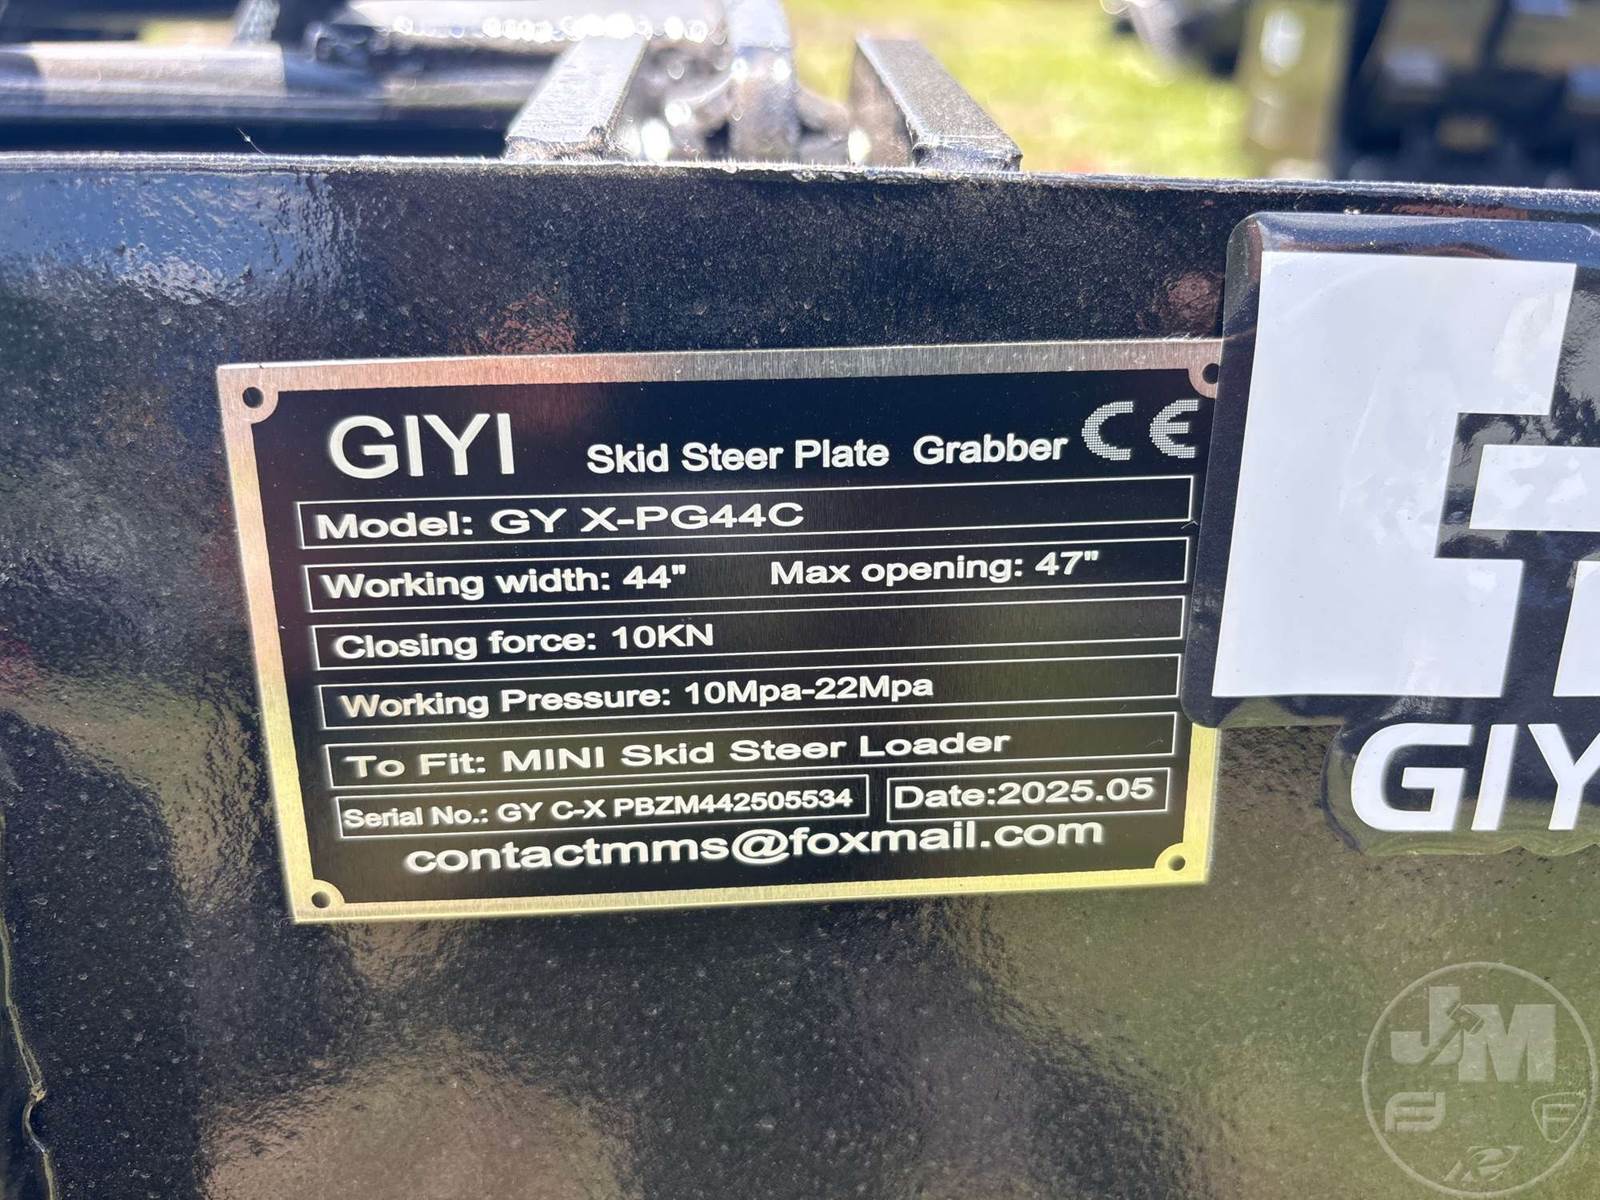 GIYI Skid Steer Plate Grabber CE
Model: GY X-PG44C
Working width: 44" Max opening: 47"
Closing force: 10KN
Working Pressure: 10Mpa-22Mpa
To Fit: MINI Skid Steer Loader
Serial No.: GY C-X PBZM442505534 Date:2025.05
contactmms@foxmail.com
GIY
J&M